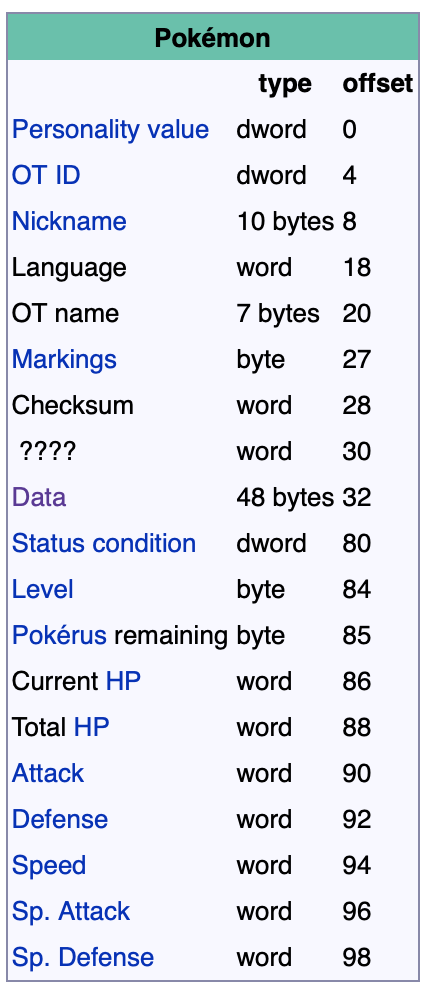 Pokémon
type offset
Personality value dword 0
OT ID dword 4
Nickname 10 bytes 8
Language word 18
OT name 7 bytes 20
Markings byte 27
Checksum word 28
???? word 30
Data 48 bytes 32
Status condition dword 80
Level byte 84
Pokérus remaining byte 85
Current HP word 86
Total HP word 88
Attack word 90
Defense word 92
Speed word 94
Sp. Attack word 96
Sp. Defense word 98